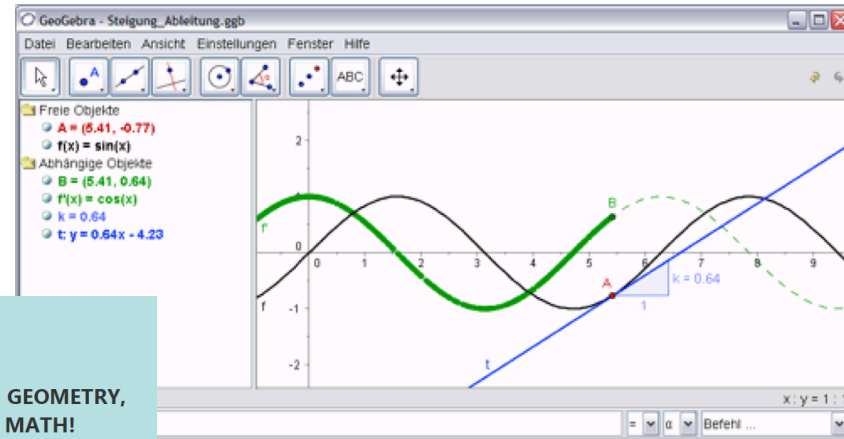 GeoGebra - Steigung_Ableitung.ggb
Datei Bearbeiten Ansicht Einstellungen Fenster Hilfe
A ABC
Freie Objekte
A = (5.41, -0.77)
f(x) = sin(x)
Abhängige Objekte
B = (5.41, 0.64)
f'(x) = cos(x)
k = 0.64
t: y = 0.64x - 4.23
2
1
B
f'
0
0 1 2 3 4 5 6 7 8 9
A
k = 0.64
f
-1
1
-2
t
GEOMETRY,
MATH!
x : y = 1 :
= α Befehl ...